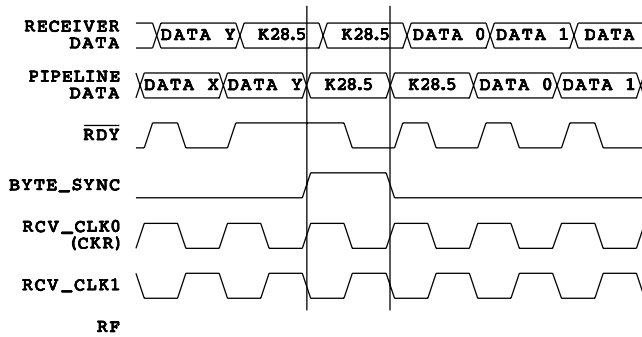 RECEIVER DATA DATA Y K28.5 K28.5 DATA 0 DATA 1 DATA
PIPELINE DATA DATA X DATA Y K28.5 K28.5 DATA 0 DATA 1
RDY
BYTE_SYNC
RCV_CLK0
(CKR)
RCV_CLK1
RF